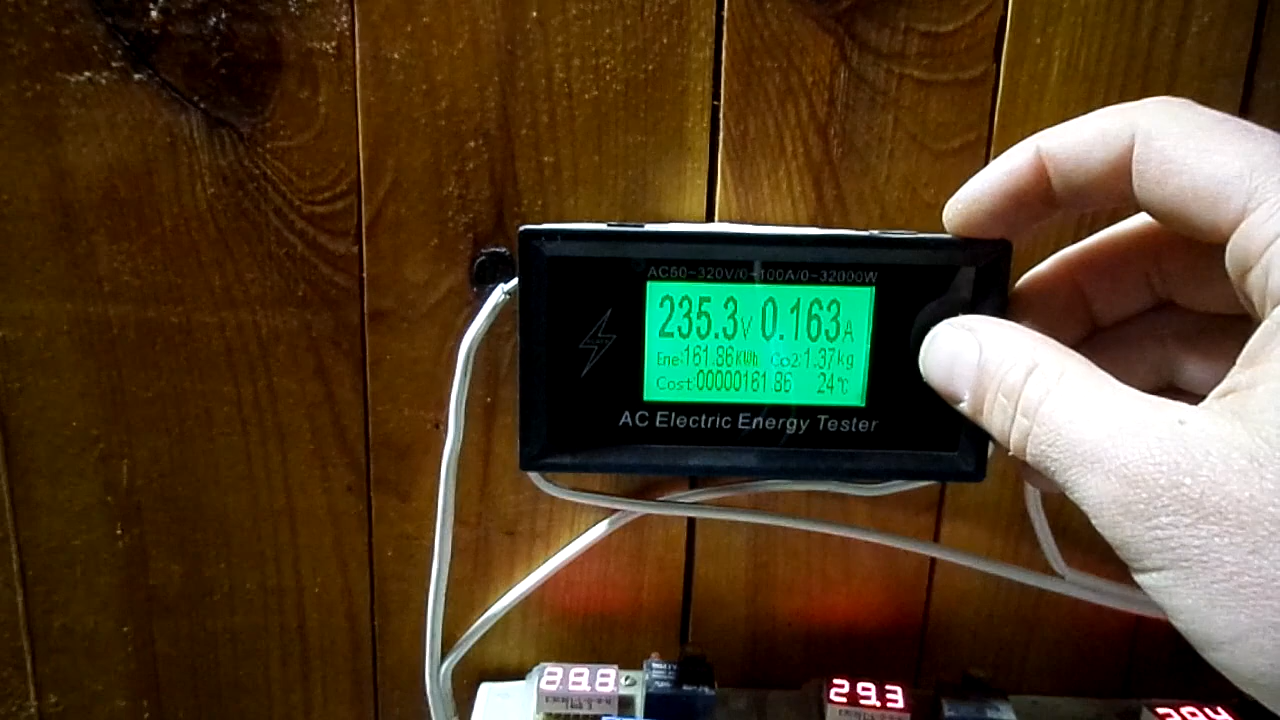 AC50~320V/0~100A/0~32000W
235.3V 0.163A
Ene:161.86KWh Co2:1.37kg
Cost:00000161.86 24℃
AC Electric Energy Tester
29.3